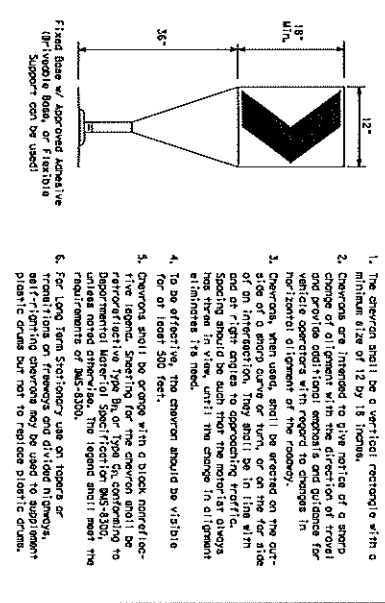 18"
Min.
36"
12"
Fixed Base w/ Approved Adhesive
(Driveable Base, or Flexible
Support can be used)
1. The chevron shall be a vertical rectangle with a
minimum size of 12 by 18 inches.
2. Chevrons are intended to give notice of a sharp
change of alignment with the direction of travel
and provide additional emphasis and guidance for
vehicle operators with regard to changes in
horizontal alignment of the roadway.
3. Chevrons, when used, shall be erected on the out-
side of a sharp curve or turn, or on the far side
of an intersection. They shall be in line with
and at right angles to approaching traffic.
Spacing should be such that the motorist always
has three in view, until the change in alignment
eliminates its need.
4. To be effective, the chevron should be visible
for at least 500 feet.
5. Chevrons shall be orange with a black nonreflec-
tive legend. Sheeting for the chevron shall be
retroreflective Type B or Type C conforming to
Departmental Material Specification DMS-8300,
unless noted otherwise. The legend shall meet the
requirements of DMS-8300.
6. For Long Term Stationary use on tapers or
transitions on freeways and divided highways,
self-righting chevrons may be used to supplement
plastic drums but not to replace plastic drums.